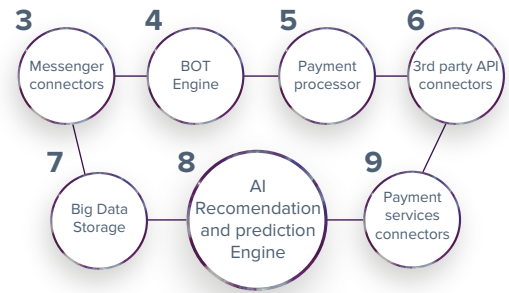 3
Messenger
connectors
4
BOT
Engine
5
Payment
processor
6
3rd party API
connectors
7
Big Data
Storage
8
AI
Recomendation
and prediction
Engine
9
Payment
services
connectors